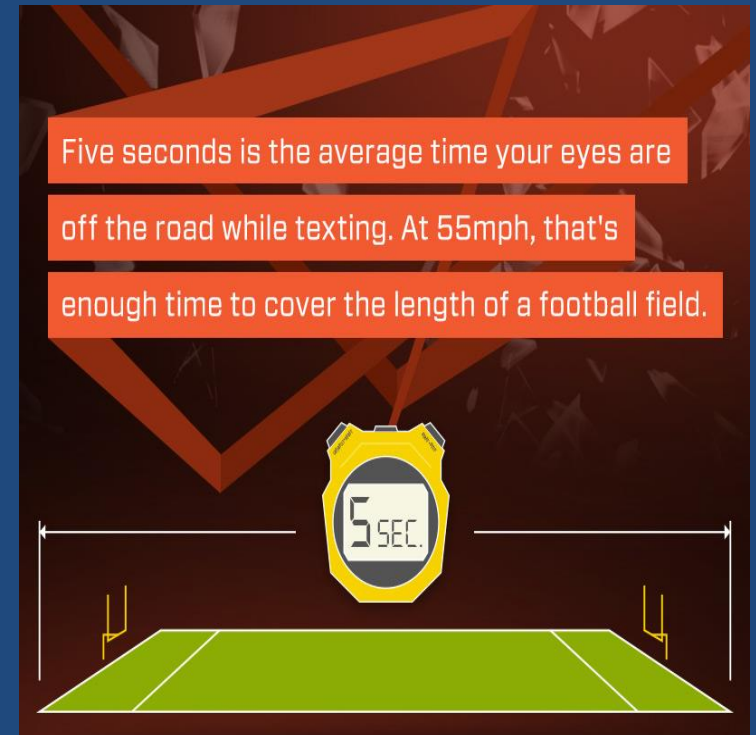 Five seconds is the average time your eyes are
off the road while texting. At 55mph, that's
enough time to cover the length of a football field.
5 SEC.